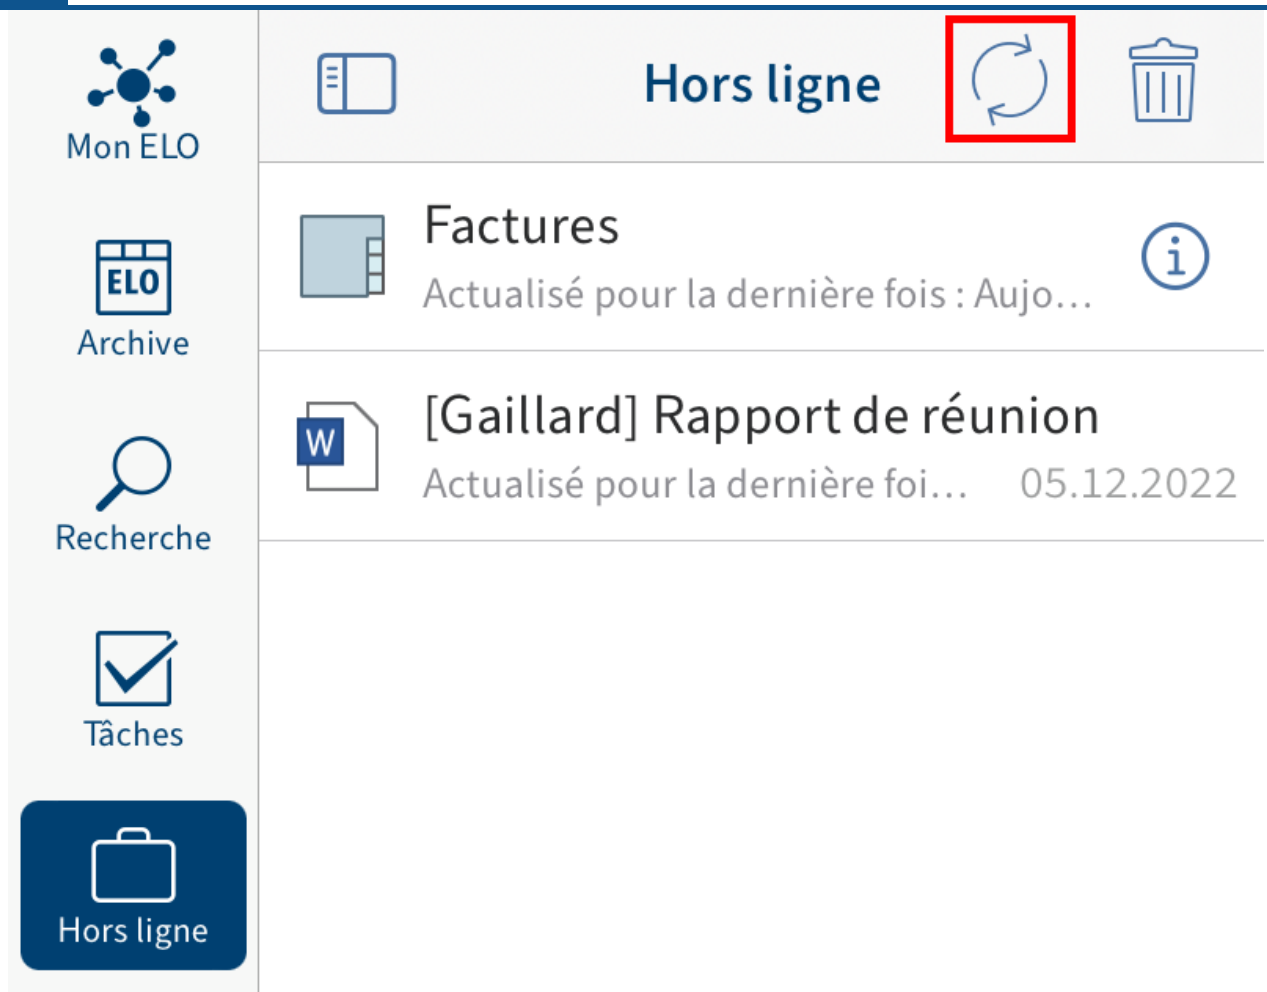 Mon ELO
ELO
Archive
Recherche
Tâches
Hors ligne
Hors ligne
Factures
Actualisé pour la dernière fois : Aujo...
i
W
[Gaillard] Rapport de réunion
Actualisé pour la dernière foi... 05.12.2022